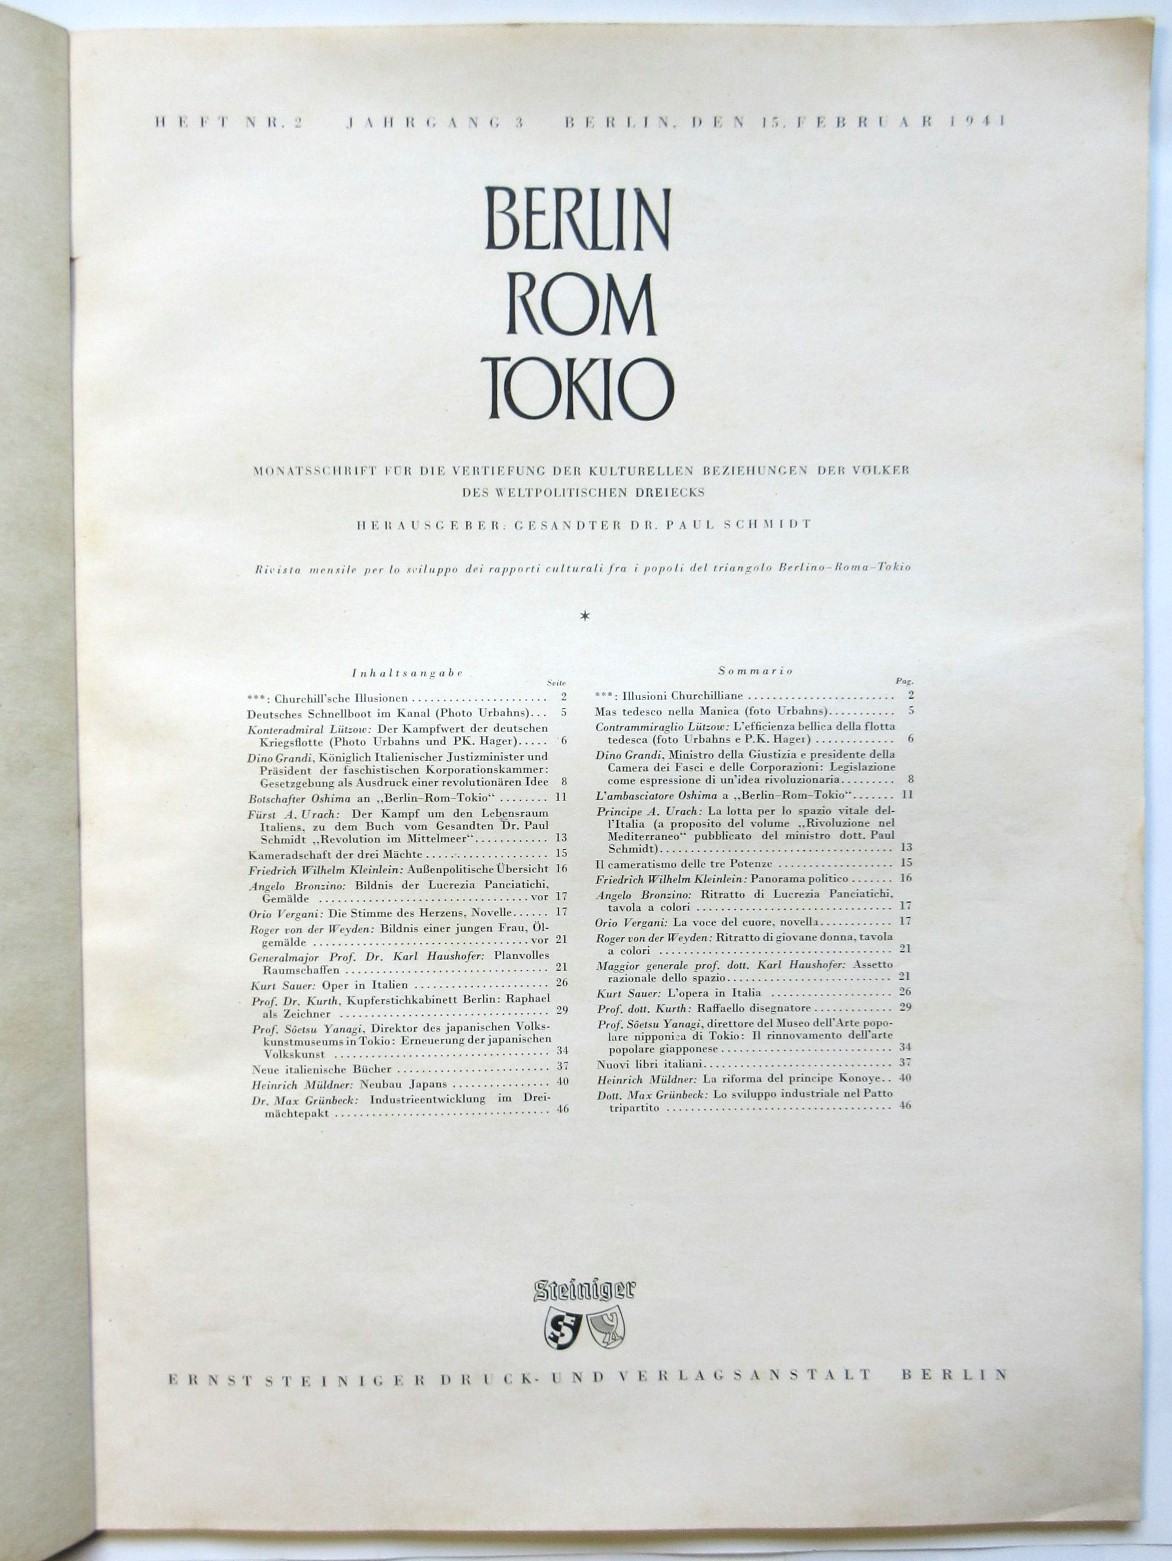 HEFT NR. 2 JAHRGANG 3 BERLIN, DEN 15. FEBRUAR 1941
BERLIN
ROM
TOKIO
MONATSSCHRIFT FÜR DIE VERTIEFUNG DER KULTURELLEN BEZIEHUNGEN DER VÖLKER
DES WELTPOLITISCHEN DREIECKS
HERAUSGEBER: GESANDTER DR. PAUL SCHMIDT
Rivista mensile per lo sviluppo dei rapporti culturali fra i popoli del triangolo Berlino–Roma–Tokio
✶
Inhaltsangabe
Seite
***: Churchill'sche Illusionen ..................... 2
Deutsches Schnellboot im Kanal (Photo Urbahns)... 5
Konteradmiral Lützow: Der Kampfwert der deutschen
Kriegsflotte (Photo Urbahns und PK. Hager)..... 6
Dino Grandi, Königlich Italienischer Justizminister und
Präsident der faschistischen Korporationskammer:
Gesetzgebung als Ausdruck einer revolutionären Idee 8
Botschafter Oshima an „Berlin–Rom–Tokio“ ........ 11
Fürst A. Urach: Der Kampf um den Lebensraum
Italiens, zu dem Buch vom Gesandten Dr. Paul
Schmidt „Revolution im Mittelmeer“............ 13
Kameradschaft der drei Mächte .................... 15
Friedrich Wilhelm Kleinlein: Außenpolitische Übersicht 16
Angelo Bronzino: Bildnis der Lucrezia Panciatichi,
Gemälde ................................ vor 17
Orio Vergani: Die Stimme des Herzens, Novelle...... 17
Roger von der Weyden: Bildnis einer jungen Frau, Öl-
gemälde ................................ vor 21
Generalmajor Prof. Dr. Karl Haushofer: Planvolles
Raumschaffen ................................ 21
Kurt Sauer: Oper in Italien ..................... 26
Prof. Dr. Kurth, Kupferstichkabinett Berlin: Raphael
als Zeichner ................................ 29
Prof. Sôetsu Yanagi, Direktor des japanischen Volks-
kunstmuseums in Tokio: Erneuerung der japanischen
Volkskunst ................................ 34
Neue italienische Bücher ........................ 37
Heinrich Müldner: Neubau Japans ............... 40
Dr. Max Grünbeck: Industrieentwicklung im Drei-
mächtepakt ................................ 46
Sommario
Pag.
***: Illusioni Churchilliane ....................... 2
Mas tedesco nella Manica (foto Urbahns)........... 5
Contrammiraglio Lützow: L'efficienza bellica della flotta
tedesca (foto Urbahns e P.K. Hager) ............ 6
Dino Grandi, Ministro della Giustizia e presidente della
Camera dei Fasci e delle Corporazioni: Legislazione
come espressione di un'idea rivoluzionaria......... 8
L'ambasciatore Oshima a „Berlin–Rom–Tokio“....... 11
Principe A. Urach: La lotta per lo spazio vitale del-
l'Italia (a proposito del volume „Rivoluzione nel
Mediterraneo“ pubblicato del ministro dott. Paul
Schmidt)................................ 13
Il cameratismo delle tre Potenze .................. 15
Friedrich Wilhelm Kleinlein: Panorama politico ....... 16
Angelo Bronzino: Ritratto di Lucrezia Panciatichi,
tavola a colori ................................ 17
Orio Vergani: La voce del cuore, novella............ 17
Roger von der Weyden: Ritratto di giovane donna, tavola
a colori ................................ 21
Maggior generale prof. dott. Karl Haushofer: Assetto
razionale dello spazio......................... 21
Kurt Sauer: L'opera in Italia ................... 26
Prof. dott. Kurth: Raffaello disegnatore............. 29
Prof. Sôetsu Yanagi, direttore del Museo dell'Arte popo-
lare nipponica di Tokio: Il rinnovamento dell'arte
popolare giapponese.......................... 34
Nuovi libri italiani............................. 37
Heinrich Müldner: La riforma del principe Konoye.. 40
Dott. Max Grünbeck: Lo sviluppo industriale nel Patto
tripartito ................................ 46
Steiniger
ERNST STEINIGER DRUCK- UND VERLAGSANSTALT BERLIN